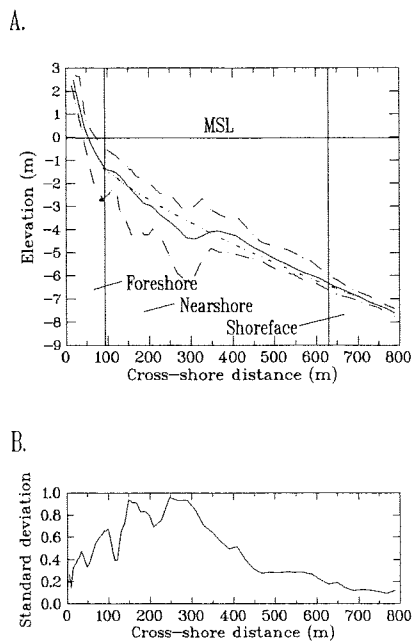 A.
3
2
1
0
-1
-2
-3
-4
-5
-6
-7
-8
-9
Elevation (m)
MSL
Foreshore
Nearshore
Shoreface
0 100 200 300 400 500 600 700 800
Cross-shore distance (m)
B.
1.0
0.8
0.6
0.4
0.2
0.0
Standard deviation
0 100 200 300 400 500 600 700 800
Cross-shore distance (m)